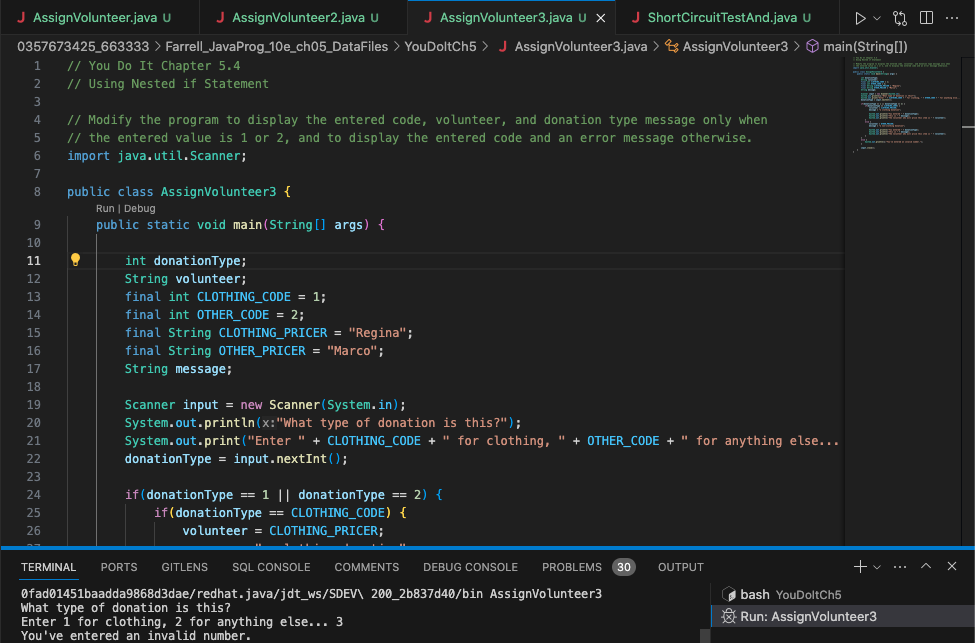 AssignVolunteer.java U
AssignVolunteer2.java U
AssignVolunteer3.java U
ShortCircuitTestAnd.java U
0357673425_663333 > Farrell_JavaProg_10e_ch05_DataFiles > YouDoItCh5 > AssignVolunteer3.java > AssignVolunteer3 > main(String[])
1 // You Do It Chapter 5.4
2 // Using Nested if Statement
3
4 // Modify the program to display the entered code, volunteer, and donation type message only when
5 // the entered value is 1 or 2, and to display the entered code and an error message otherwise.
6 import java.util.Scanner;
7
8 public class AssignVolunteer3 {
Run | Debug
9 public static void main(String[] args) {
10
11 int donationType;
12 String volunteer;
13 final int CLOTHING_CODE = 1;
14 final int OTHER_CODE = 2;
15 final String CLOTHING_PRICER = "Regina";
16 final String OTHER_PRICER = "Marco";
17 String message;
18
19 Scanner input = new Scanner(System.in);
20 System.out.println(x:"What type of donation is this?");
21 System.out.print("Enter " + CLOTHING_CODE + " for clothing, " + OTHER_CODE + " for anything else...
22 donationType = input.nextInt();
23
24 if(donationType == 1 || donationType == 2) {
25 if(donationType == CLOTHING_CODE) {
26 volunteer = CLOTHING_PRICER;
TERMINAL PORTS GITLENS SQL CONSOLE COMMENTS DEBUG CONSOLE PROBLEMS 30 OUTPUT
0fad01451baadda9868d3dae/redhat.java/jdt_ws/SDEV\ 200_2b837d40/bin AssignVolunteer3
What type of donation is this?
Enter 1 for clothing, 2 for anything else... 3
You've entered an invalid number.
bash YouDoItCh5
Run: AssignVolunteer3